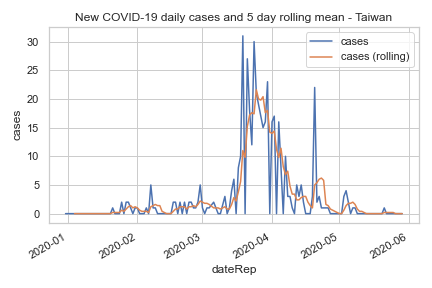 New COVID-19 daily cases and 5 day rolling mean - Taiwan
cases
cases (rolling)
30
25
20
15
10
5
0
cases
2020-01
2020-02
2020-03
2020-04
2020-05
2020-06
dateRep